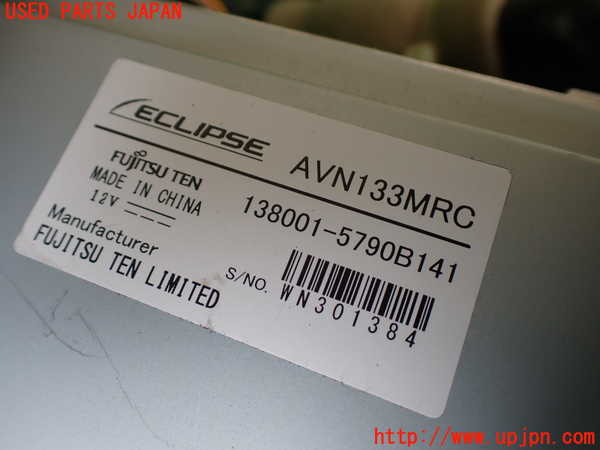 USED PARTS JAPAN
ECLIPSE
AVN133MRC
FUJITSU TEN
MADE IN CHINA
138001-5790B141
12V
Manufacturer
FUJITSU TEN LIMITED
S/NO.
WN301384
http://www.upjpn.com/